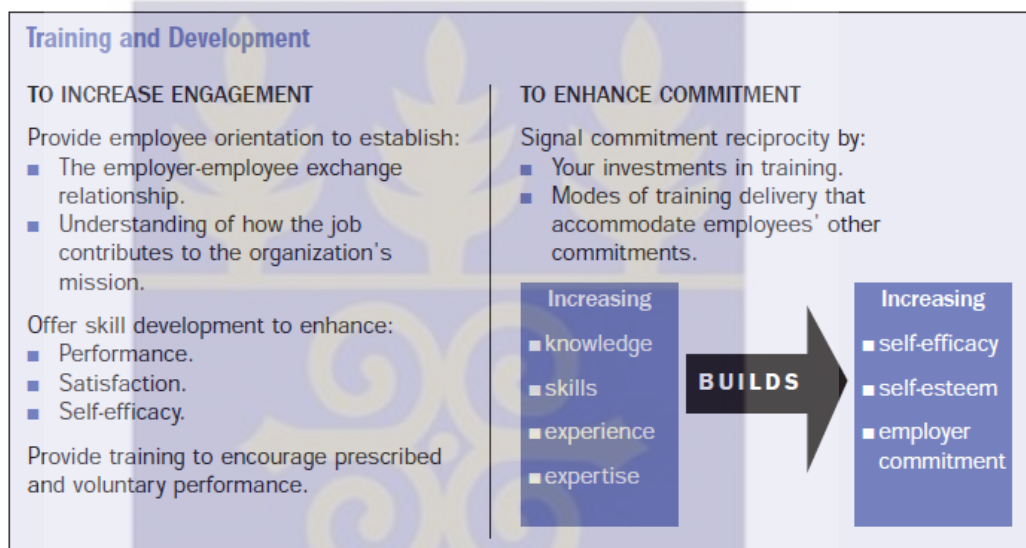 Training and Development
TO INCREASE ENGAGEMENT
Provide employee orientation to establish:
■ The employer-employee exchange
relationship.
■ Understanding of how the job
contributes to the organization's
mission.
Offer skill development to enhance:
■ Performance.
■ Satisfaction.
■ Self-efficacy.
Provide training to encourage prescribed
and voluntary performance.
TO ENHANCE COMMITMENT
Signal commitment reciprocity by:
■ Your investments in training.
■ Modes of training delivery that
accommodate employees' other
commitments.
Increasing
■ knowledge
■ skills
■ experience
■ expertise
BUILDS
Increasing
■ self-efficacy
■ self-esteem
■ employer
commitment